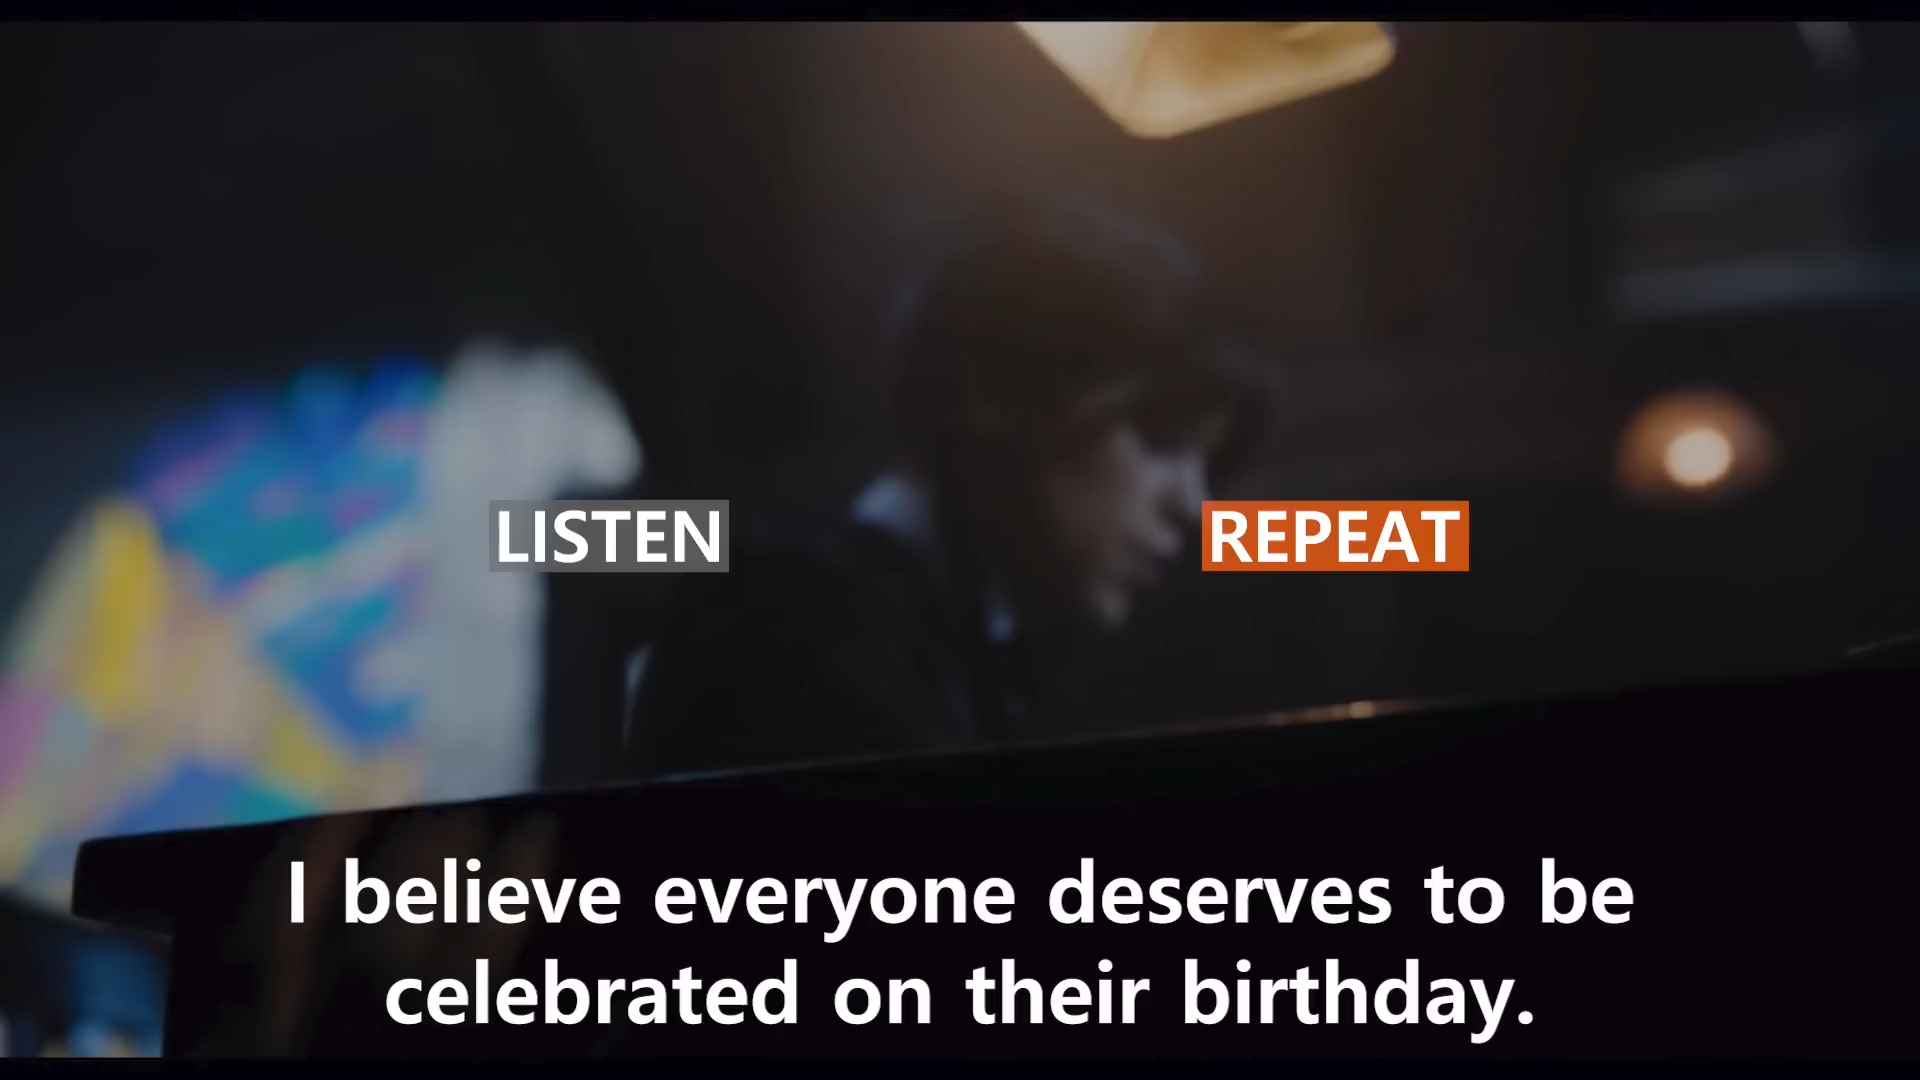 LISTEN
REPEAT
I believe everyone deserves to be
celebrated on their birthday.